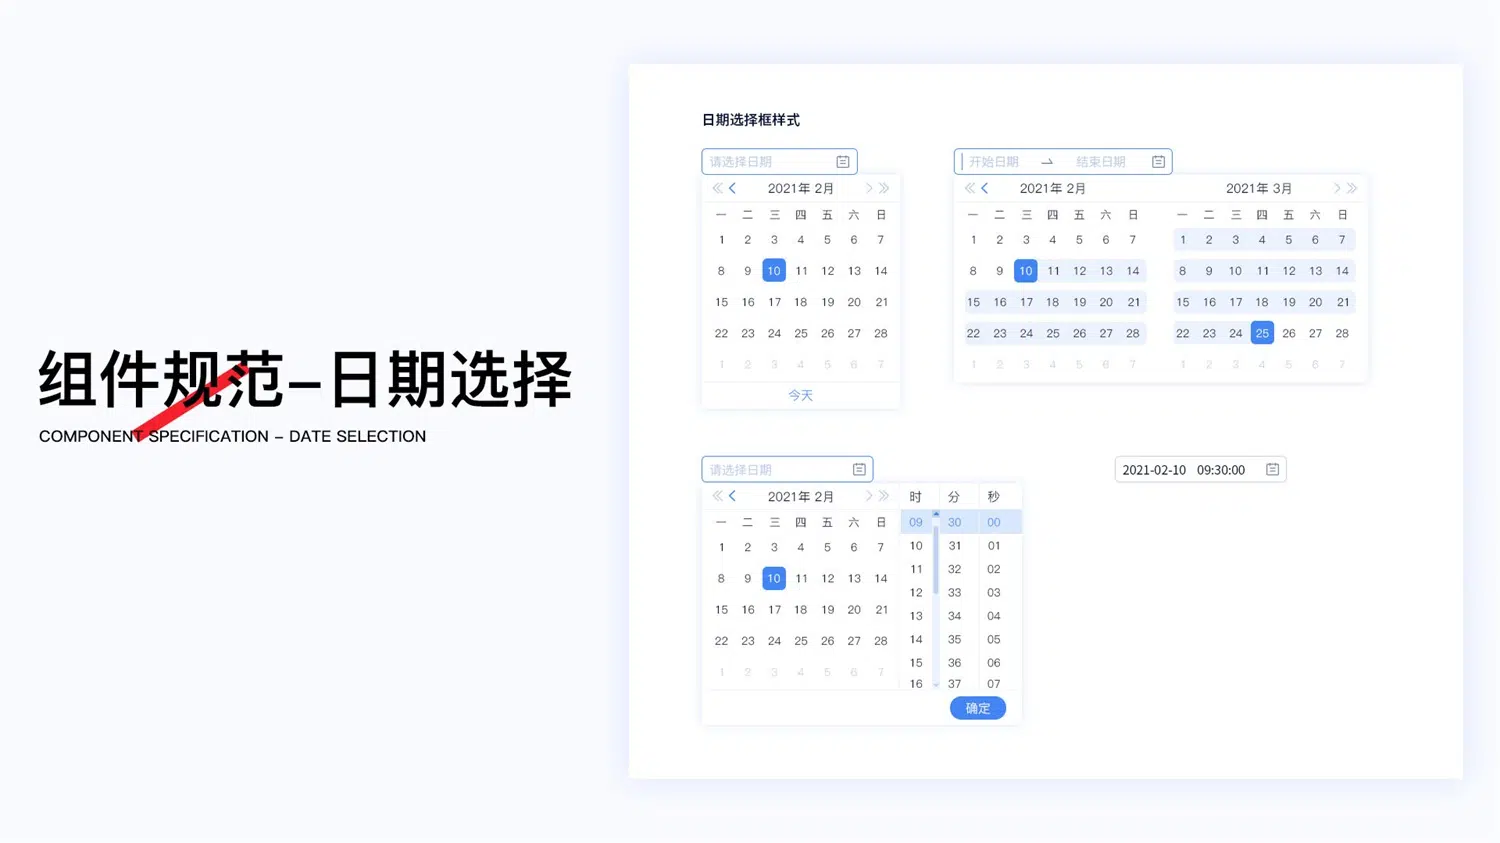 组件规范–日期选择
COMPONENT SPECIFICATION – DATE SELECTION
日期选择框样式
请选择日期
2021年 2月
一 二 三 四 五 六 日
1 2 3 4 5 6 7
8 9 10 11 12 13 14
15 16 17 18 19 20 21
22 23 24 25 26 27 28
1 2 3 4 5 6 7
今天
开始日期 结束日期
2021年 2月
一 二 三 四 五 六 日
1 2 3 4 5 6 7
8 9 10 11 12 13 14
15 16 17 18 19 20 21
22 23 24 25 26 27 28
1 2 3 4 5 6 7
2021年 3月
一 二 三 四 五 六 日
1 2 3 4 5 6 7
8 9 10 11 12 13 14
15 16 17 18 19 20 21
22 23 24 25 26 27 28
1 2 3 4 5 6 7
请选择日期
2021年 2月
一 二 三 四 五 六 日
1 2 3 4 5 6 7
8 9 10 11 12 13 14
15 16 17 18 19 20 21
22 23 24 25 26 27 28
1 2 3 4 5 6 7
时 分 秒
09 30 00
10 31 01
11 32 02
12 33 03
13 34 04
14 35 05
15 36 06
16 37 07
确定
2021-02-10 09:30:00